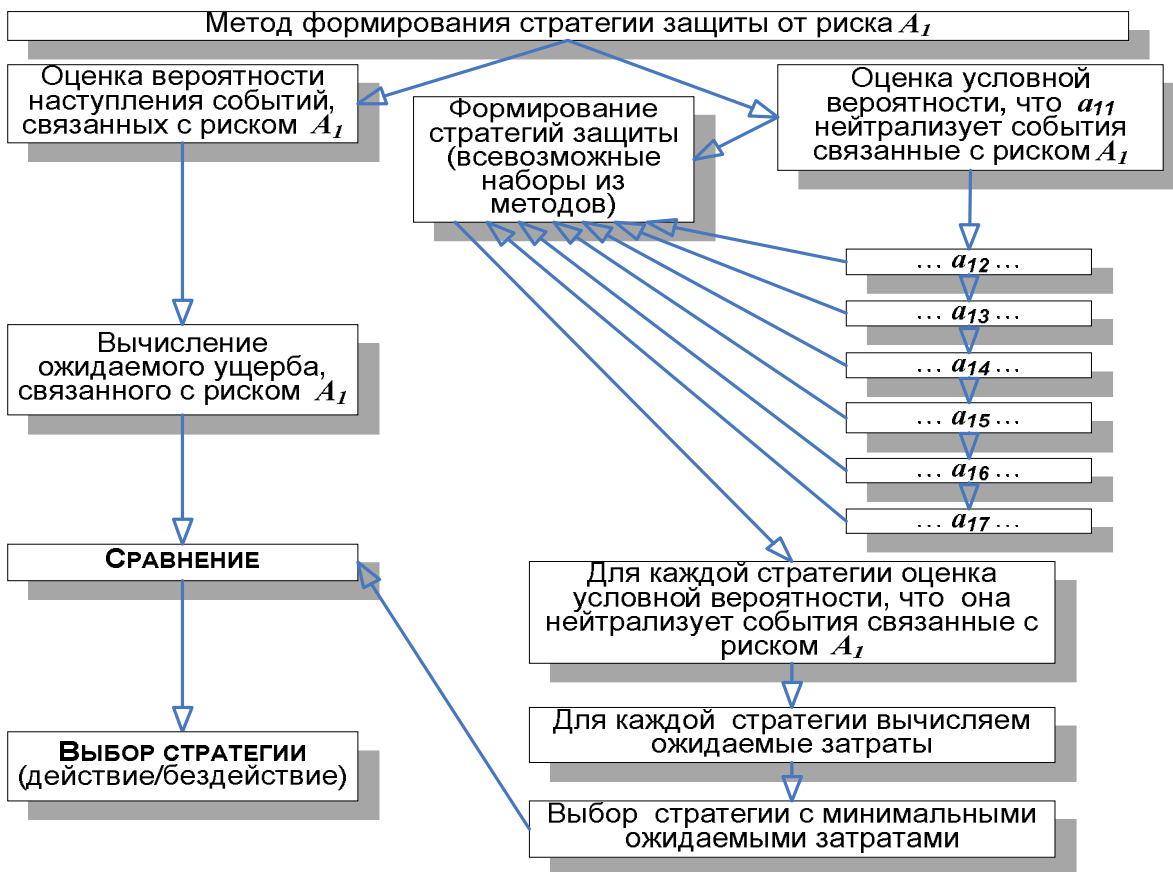 Метод формирования стратегии защиты от риска A1
Оценка вероятности
наступления событий,
связанных с риском A1
Формирование
стратегий защиты
(всевозможные
наборы из
методов)
Оценка условной
вероятности, что a11
нейтрализует события
связанные с риском A1
... a12 ...
... a13 ...
... a14 ...
... a15 ...
... a16 ...
... a17 ...
Вычисление
ожидаемого ущерба,
связанного с риском A1
СРАВНЕНИЕ
ВЫБОР СТРАТЕГИИ
(действие/бездействие)
Для каждой стратегии оценка
условной вероятности, что она
нейтрализует события связанные с
риском A1
Для каждой стратегии вычисляем
ожидаемые затраты
Выбор стратегии с минимальными
ожидаемыми затратами